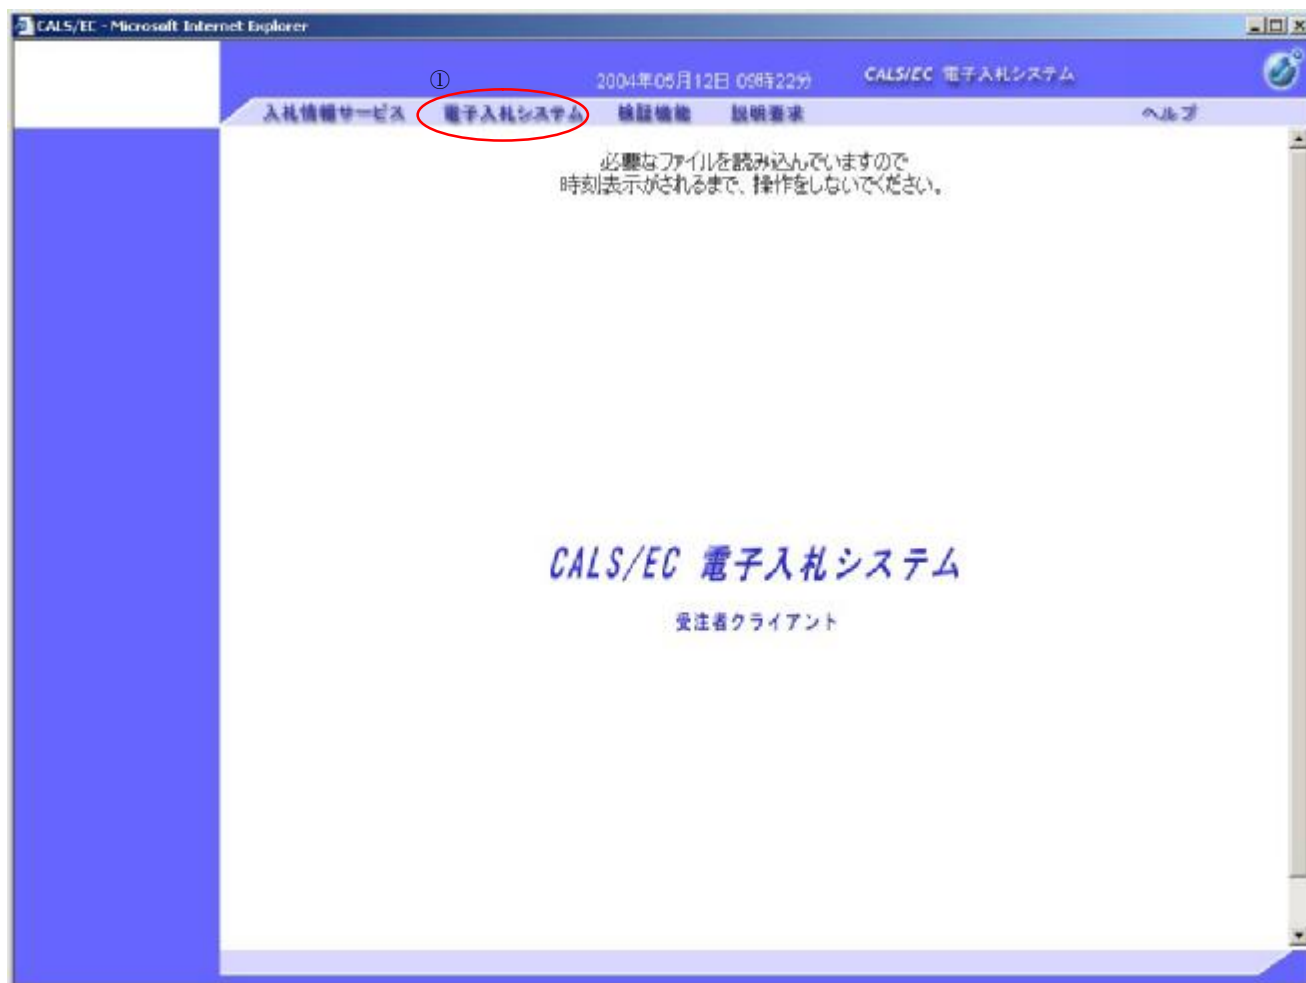 CALS/EC - Microsoft Internet Explorer
①
2004年05月12日 09時22分
CALS/EC 電子入札システム
入札情報サービス 電子入札システム 検証機能 説明要求 ヘルプ
必要なファイルを読み込んでいますので
時刻表示がされるまで、操作をしないでください。
CALS/EC 電子入札システム
受注者クライアント